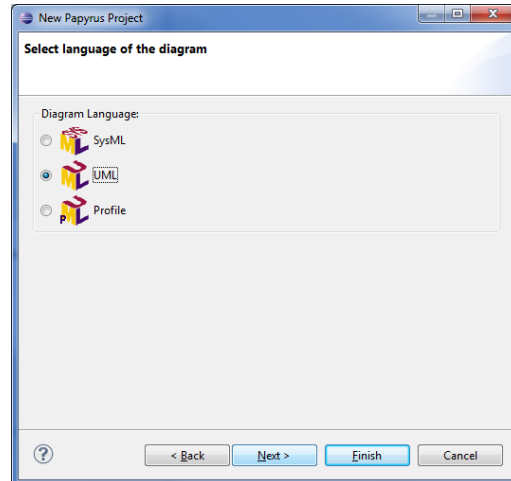 New Papyrus Project
Select language of the diagram
Diagram Language:
SysML
UML
Profile
? < Back Next > Finish Cancel